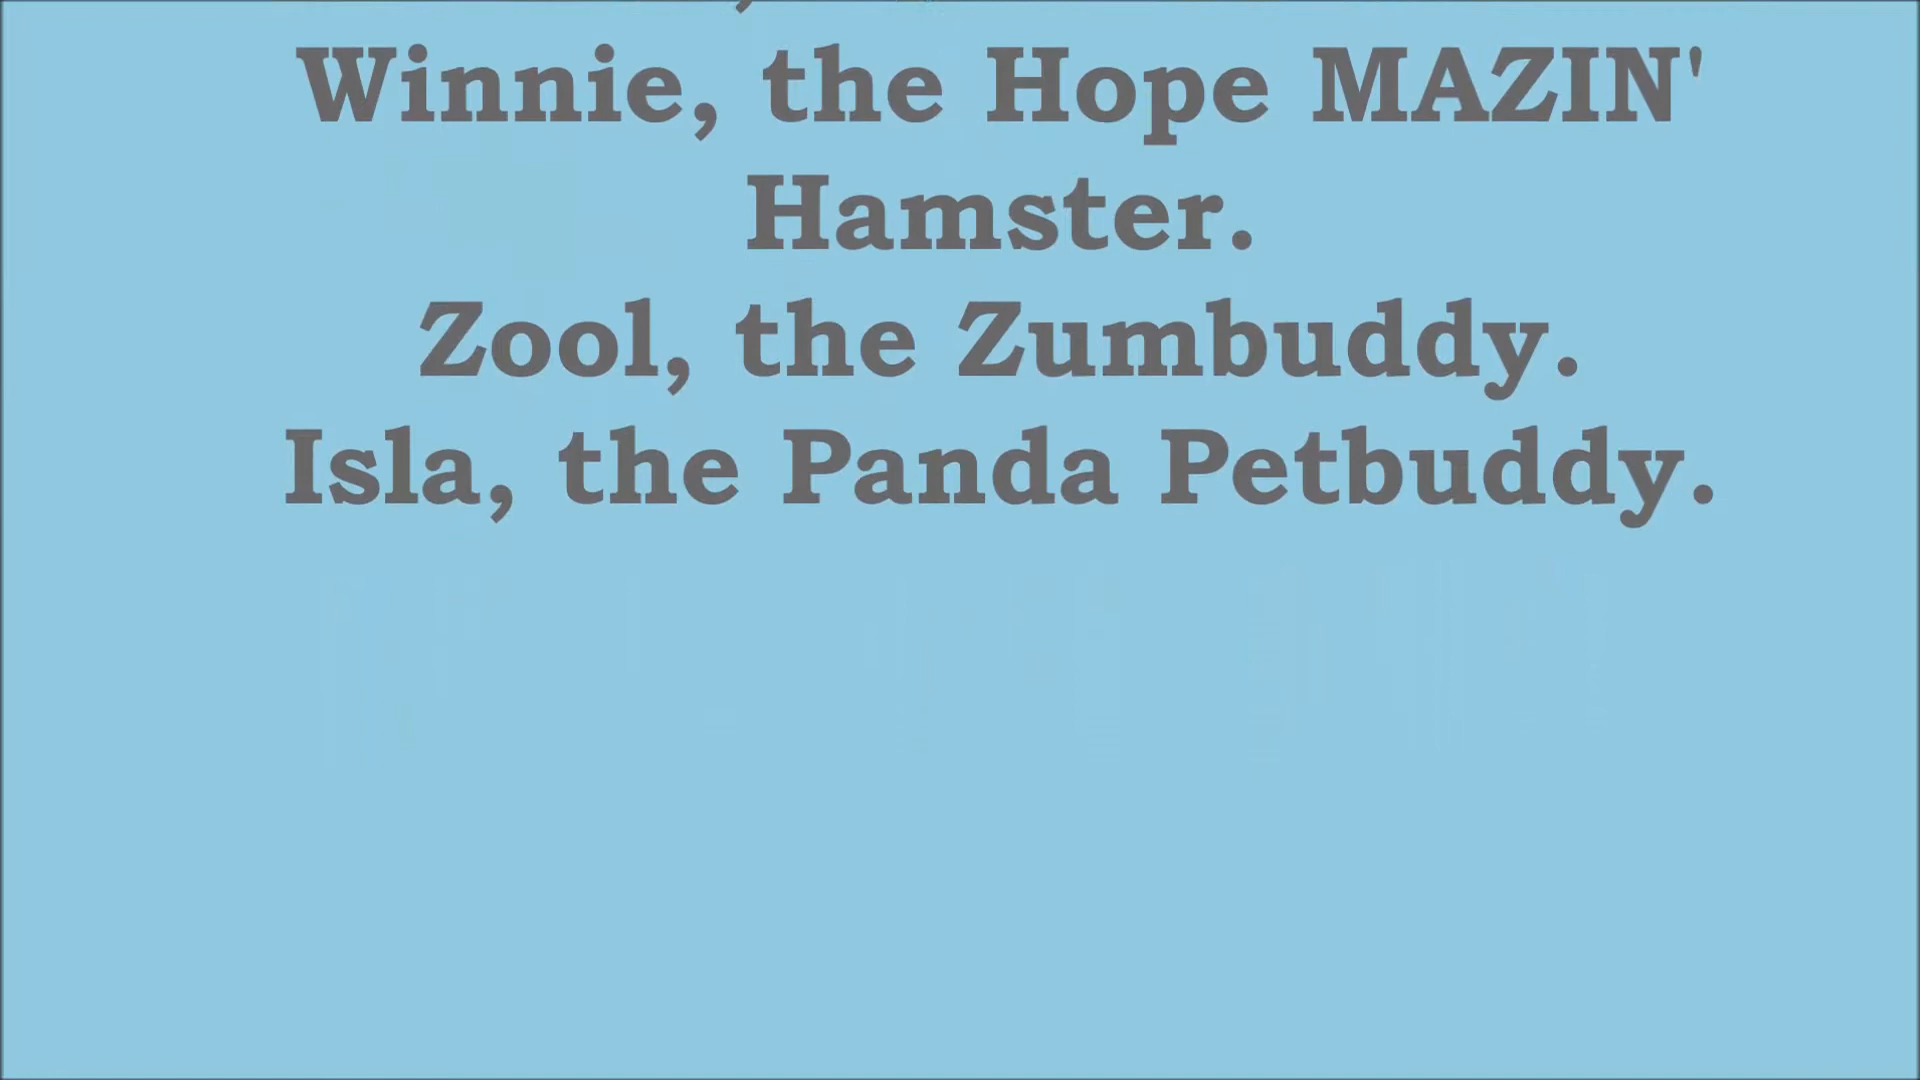 Winnie, the Hope MAZIN'
Hamster.
Zool, the Zumbuddy.
Isla, the Panda Petbuddy.